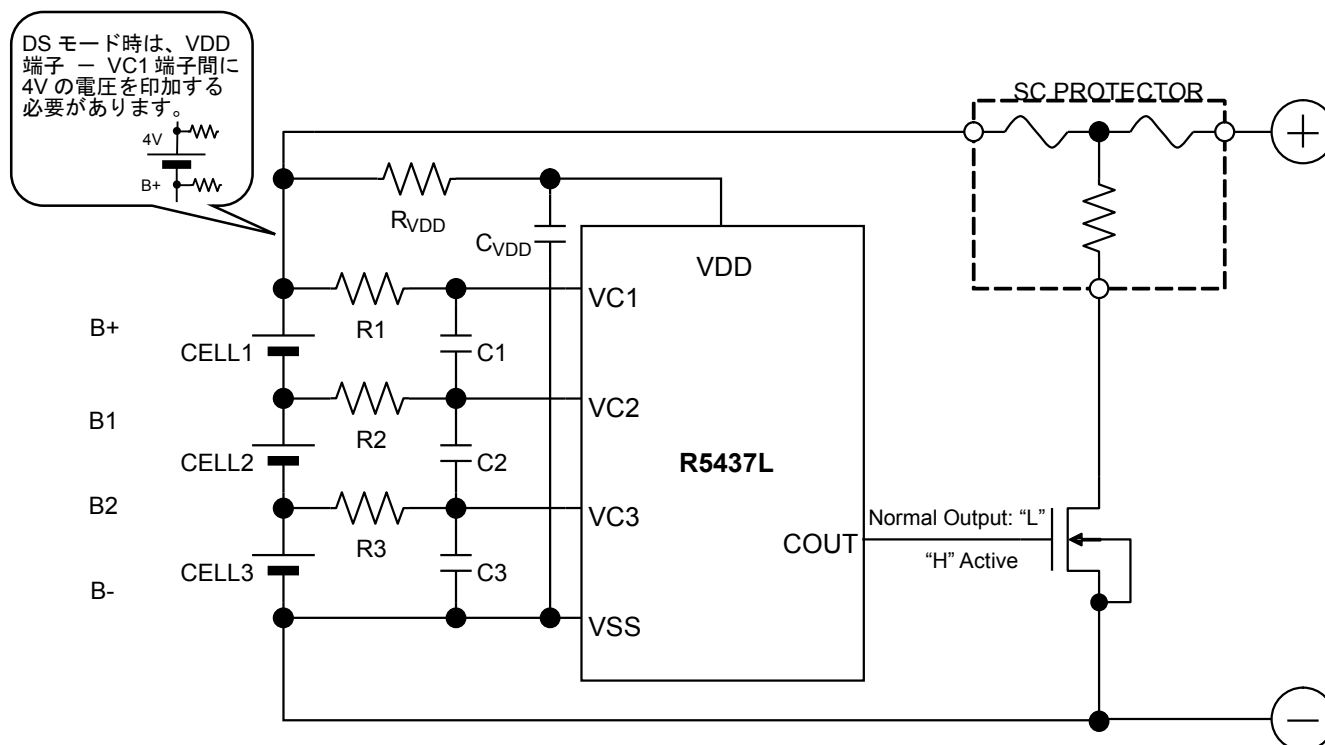 DS モード時は、VDD
端子 － VC1 端子間に
4V の電圧を印加する
必要があります。
4V
B+
SC PROTECTOR
+
RVDD
CVDD
VDD
VC1
B+
R1
CELL1
C1
VC2
B1
R2
CELL2
C2
R5437L
B2
VC3
Normal Output: “L”
COUT
R3
“H” Active
CELL3
C3
B-
VSS
−